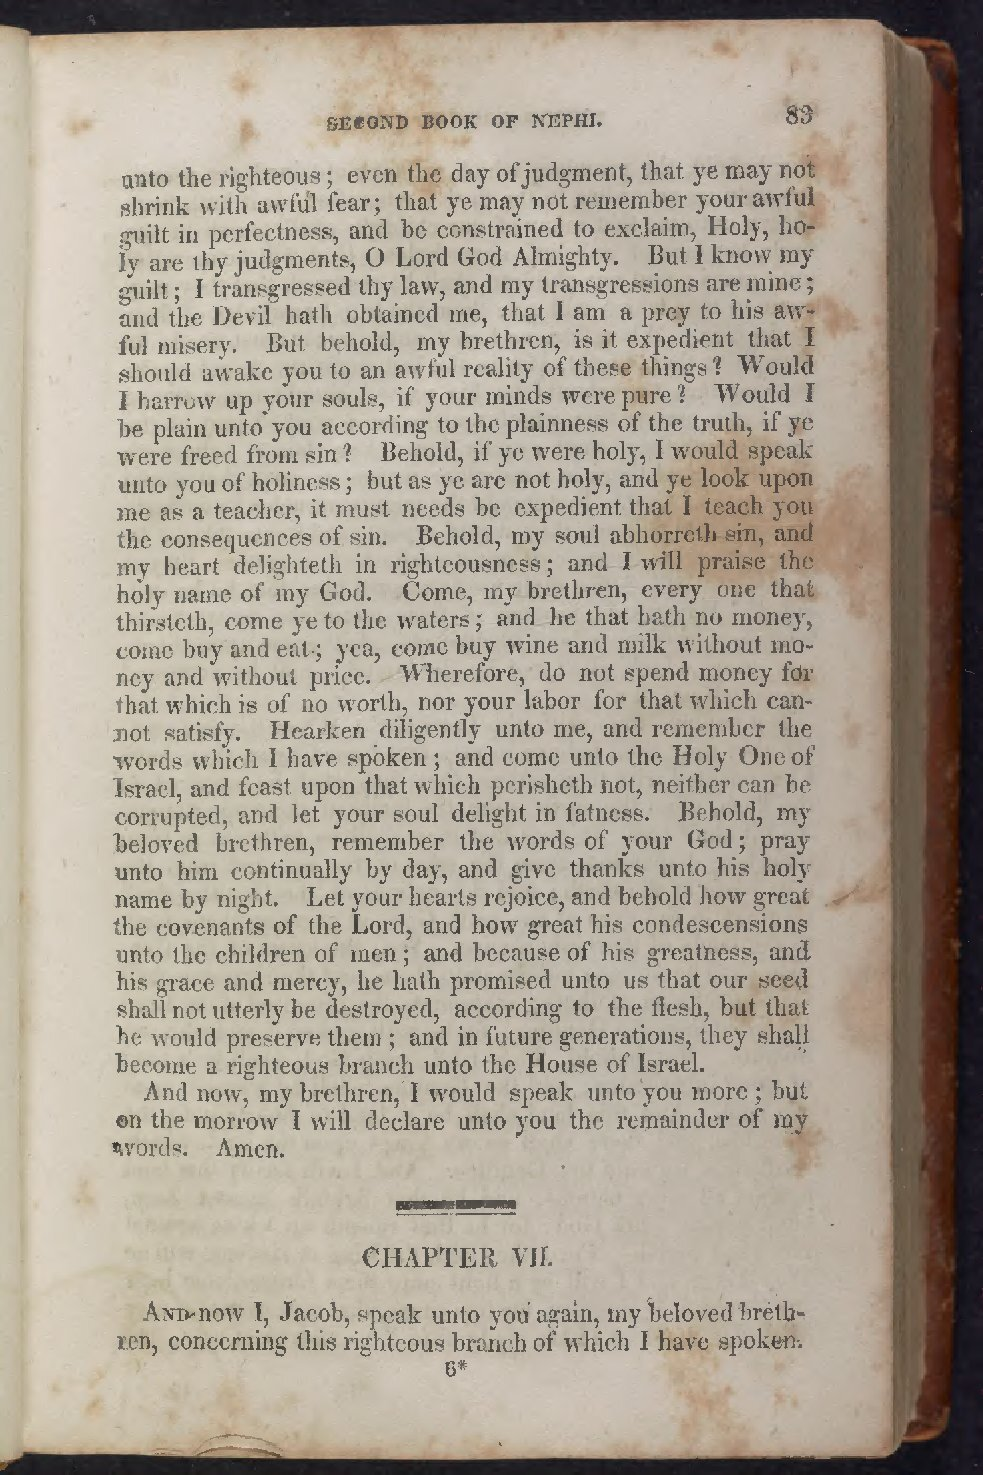 SECOND BOOK OF NEPHI. 83
unto the righteous; even the day of judgment, that ye may not
shrink with awful fear; that ye may not remember your awful
guilt in perfectness, and be constrained to exclaim, Holy, ho-
ly are thy judgments, O Lord God Almighty. But I know my
guilt; I transgressed thy law, and my transgressions are mine;
and the Devil hath obtained me, that I am a prey to his aw-
ful misery. But behold, my brethren, is it expedient that I
should awake you to an awful reality of these things? Would
I harrow up your souls, if your minds were pure? Would I
be plain unto you according to the plainness of the truth, if ye
were freed from sin? Behold, if ye were holy, I would speak
unto you of holiness; but as ye are not holy, and ye look upon
me as a teacher, it must needs be expedient that I teach you
the consequences of sin. Behold, my soul abhorreth sin, and
my heart delighteth in righteousness; and I will praise the
holy name of my God. Come, my brethren, every one that
thirsteth, come ye to the waters; and he that hath no money,
come buy and eat; yea, come buy wine and milk without mo-
ney and without price. Wherefore, do not spend money for
that which is of no worth, nor your labor for that which can-
not satisfy. Hearken diligently unto me, and remember the
words which I have spoken; and come unto the Holy One of
Israel, and feast upon that which perisheth not, neither can be
corrupted, and let your soul delight in fatness. Behold, my
beloved brethren, remember the words of your God; pray
unto him continually by day, and give thanks unto his holy
name by night. Let your hearts rejoice, and behold how great
the covenants of the Lord, and how great his condescensions
unto the children of men; and because of his greatness, and
his grace and mercy, he hath promised unto us that our seed
shall not utterly be destroyed, according to the flesh, but that
he would preserve them; and in future generations, they shall
become a righteous branch unto the House of Israel.
And now, my brethren, I would speak unto you more; but
on the morrow I will declare unto you the remainder of my
words. Amen.
CHAPTER VII.
AND now I, Jacob, speak unto you again, my beloved breth-
ren, concerning this righteous branch of which I have spoken.
6*